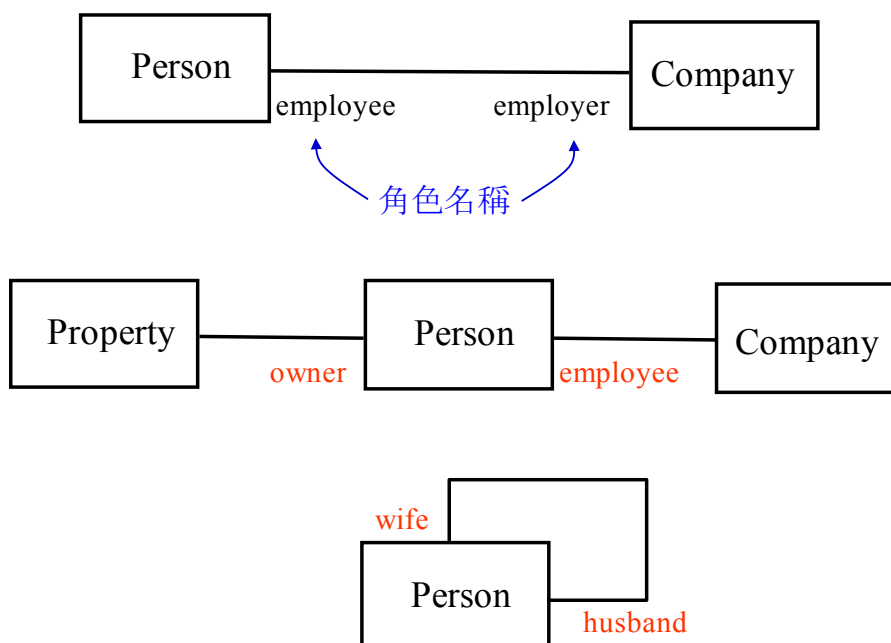 Person
Company
employee
employer
角色名稱
Property
Person
Company
owner
employee
wife
Person
husband